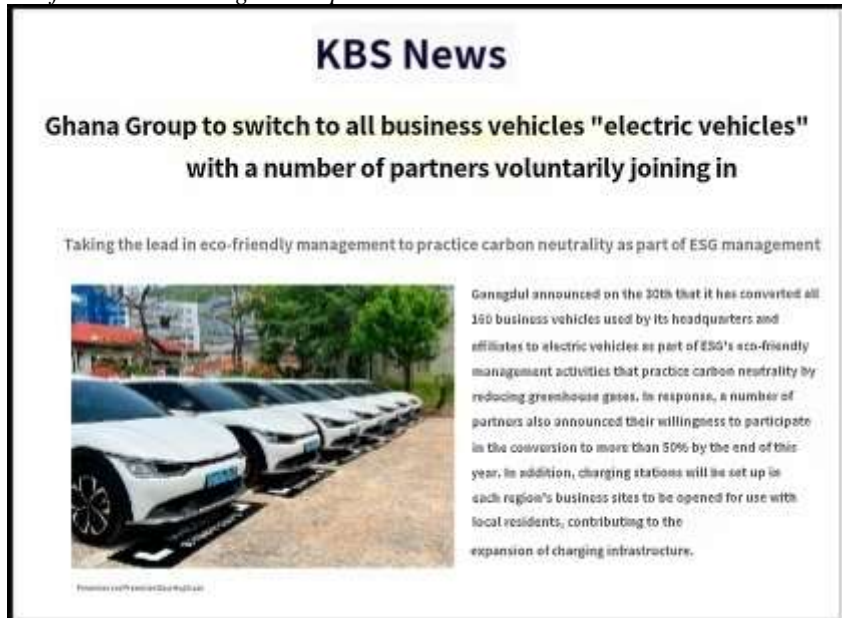 KBS News
Ghana Group to switch to all business vehicles "electric vehicles"
with a number of partners voluntarily joining in
Taking the lead in eco-friendly management to practice carbon neutrality as part of ESG management
announced on the 30th that it has converted all
160 business vehicles used by its headquarters and
affiliates to electric vehicles as part of ESG's eco-friendly
management activities that practice carbon neutrality by
reducing greenhouse gases. In response, a number of
partners also announced their willingness to participate
in the conversion to more than 50% by the end of this
year. In addition, charging stations will be set up in
each region's business sites to be opened for use with
local residents, contributing to the
expansion of charging infrastructure.